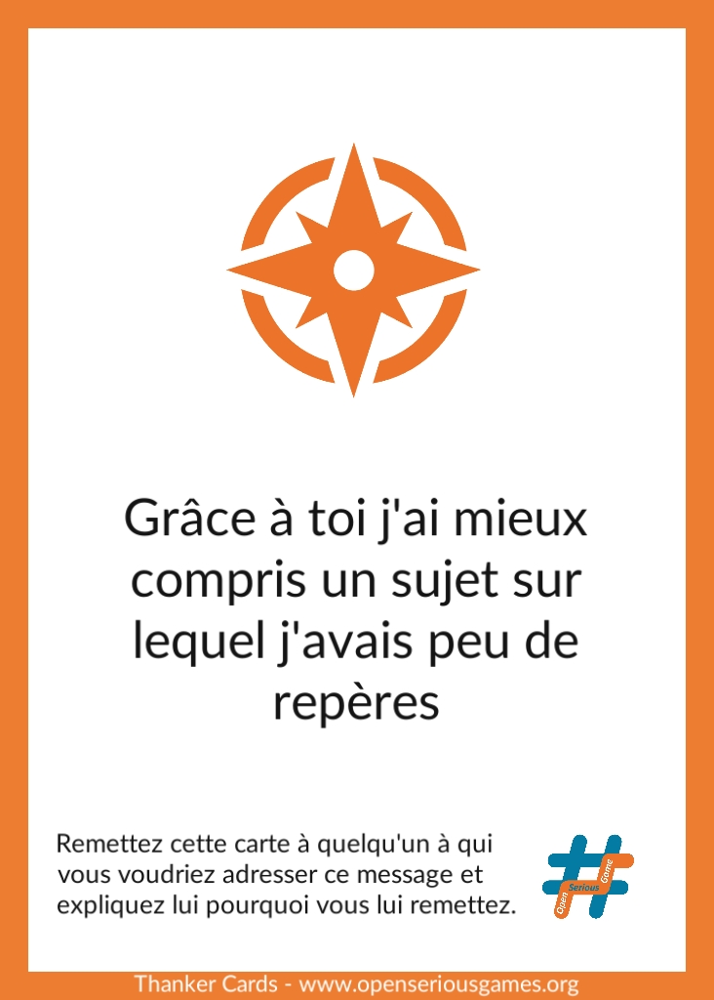 Grâce à toi j'ai mieux
compris un sujet sur
lequel j'avais peu de
repères
Remettez cette carte à quelqu'un à qui
vous voudriez adresser ce message et
expliquez lui pourquoi vous lui remettez.
Open Serious Game
Thanker Cards - www.openseriousgames.org